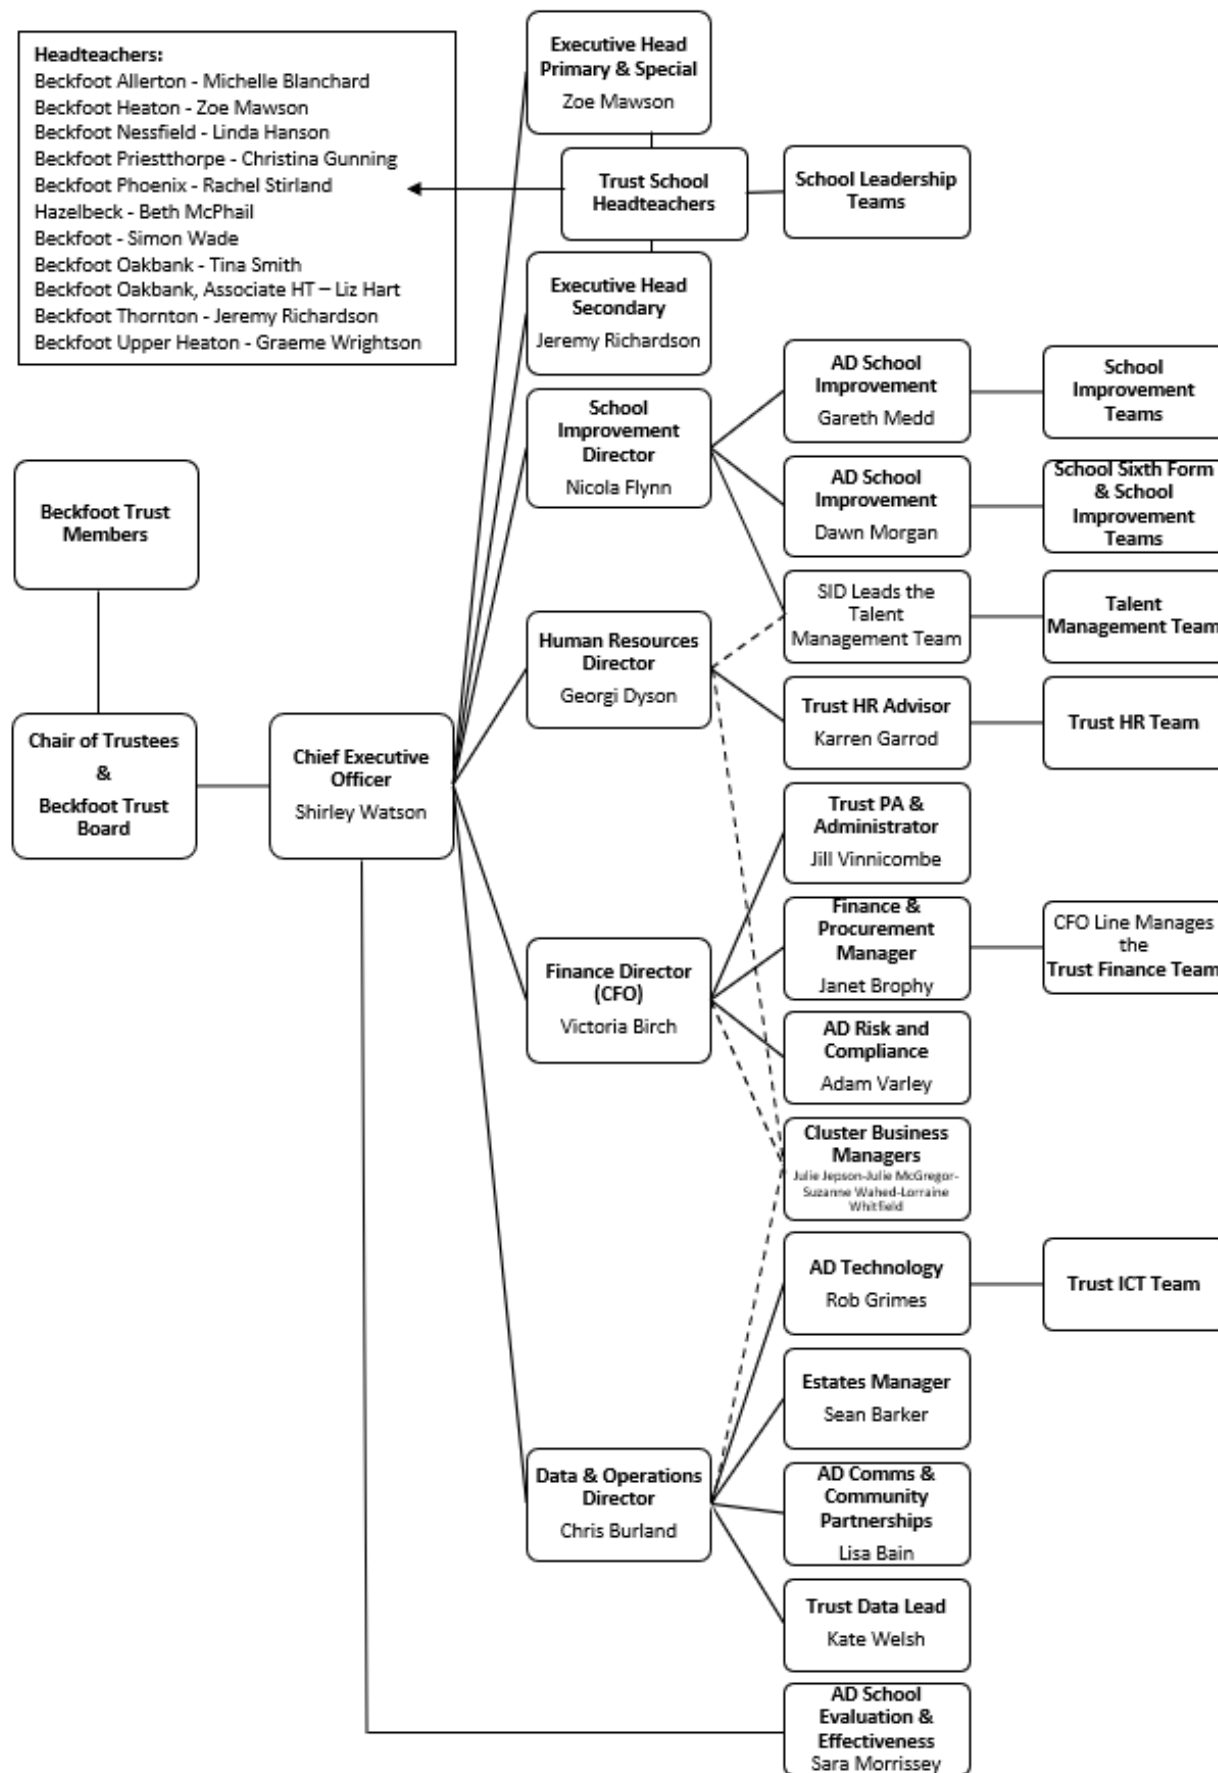 Headteachers:
Beckfoot Allerton - Michelle Blanchard
Beckfoot Heaton - Zoe Mawson
Beckfoot Nessfield - Linda Hanson
Beckfoot Priestthorpe - Christina Gunning
Beckfoot Phoenix - Rachel Stirland
Hazelbeck - Beth McPhail
Beckfoot - Simon Wade
Beckfoot Oakbank - Tina Smith
Beckfoot Oakbank, Associate HT – Liz Hart
Beckfoot Thornton - Jeremy Richardson
Beckfoot Upper Heaton - Graeme Wrightson
Executive Head
Primary & Special
Zoe Mawson
Trust School
Headteachers
School Leadership
Teams
Executive Head
Secondary
Jeremy Richardson
School
Improvement
Director
Nicola Flynn
AD School
Improvement
Gareth Medd
School
Improvement
Teams
AD School
Improvement
Dawn Morgan
School Sixth Form
& School
Improvement
Teams
SID Leads the
Talent
Management Team
Talent
Management Team
Beckfoot Trust
Members
Chair of Trustees
&
Beckfoot Trust
Board
Chief Executive
Officer
Shirley Watson
Human Resources
Director
Georgi Dyson
Trust HR Advisor
Karren Garrod
Trust HR Team
Trust PA &
Administrator
Jill Vinnicombe
Finance Director
(CFO)
Victoria Birch
Finance &
Procurement
Manager
Janet Brophy
CFO Line Manages
the
Trust Finance Team
AD Risk and
Compliance
Adam Varley
Cluster Business
Managers
Julie Jepson-Julie McGregor-
Suzanne Wahed-Lorraine
Whitfield
AD Technology
Rob Grimes
Trust ICT Team
Estates Manager
Sean Barker
Data & Operations
Director
Chris Burland
AD Comms &
Community
Partnerships
Lisa Bain
Trust Data Lead
Kate Welsh
AD School
Evaluation &
Effectiveness
Sara Morrissey